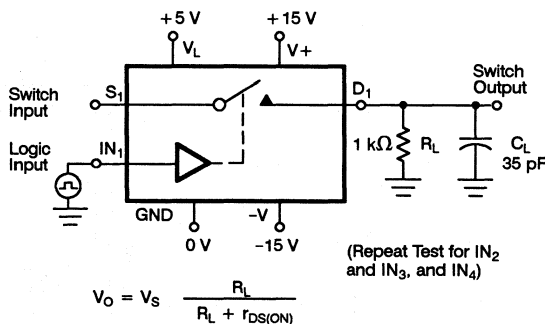 +5 V
+15 V
VL
V+
Switch
Input
S1
D1
Switch
Output
Logic
Input
IN1
1 kΩ
RL
CL
35 pF
GND
−V
0 V
−15 V
(Repeat Test for IN2
and IN3, and IN4)
VO = VS RL
RL + rDS(ON)